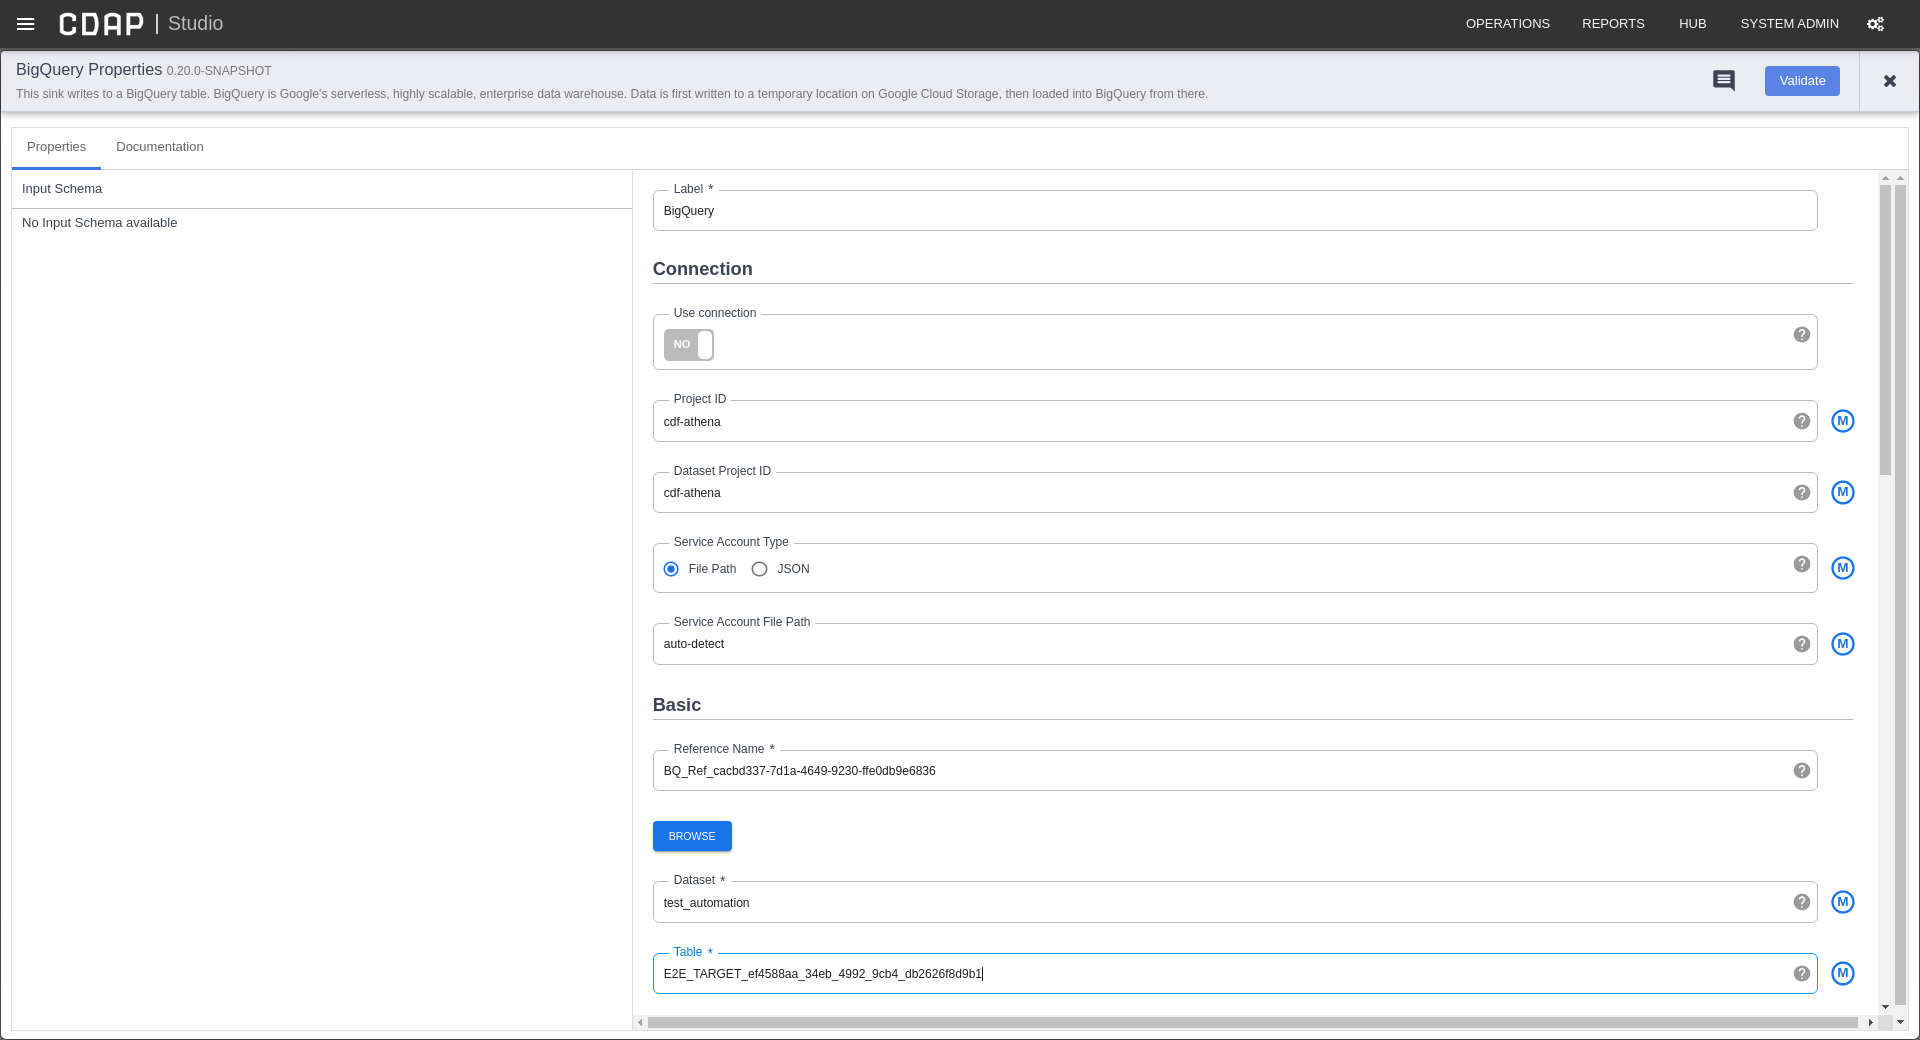 CDAP | Studio
OPERATIONS REPORTS HUB SYSTEM ADMIN
BigQuery Properties 0.20.0-SNAPSHOT
This sink writes to a BigQuery table. BigQuery is Google's serverless, highly scalable, enterprise data warehouse. Data is first written to a temporary location on Google Cloud Storage, then loaded into BigQuery from there.
Validate
Properties Documentation
Input Schema
No Input Schema available
Label *
BigQuery
Connection
Use connection
NO
?
Project ID
cdf-athena
? M
Dataset Project ID
cdf-athena
? M
Service Account Type
File Path JSON
? M
Service Account File Path
auto-detect
? M
Basic
Reference Name *
BQ_Ref_cacbd337-7d1a-4649-9230-ffe0db9e6836
?
BROWSE
Dataset *
test_automation
? M
Table *
E2E_TARGET_ef4588aa_34eb_4992_9cb4_db2626f8d9b1
? M